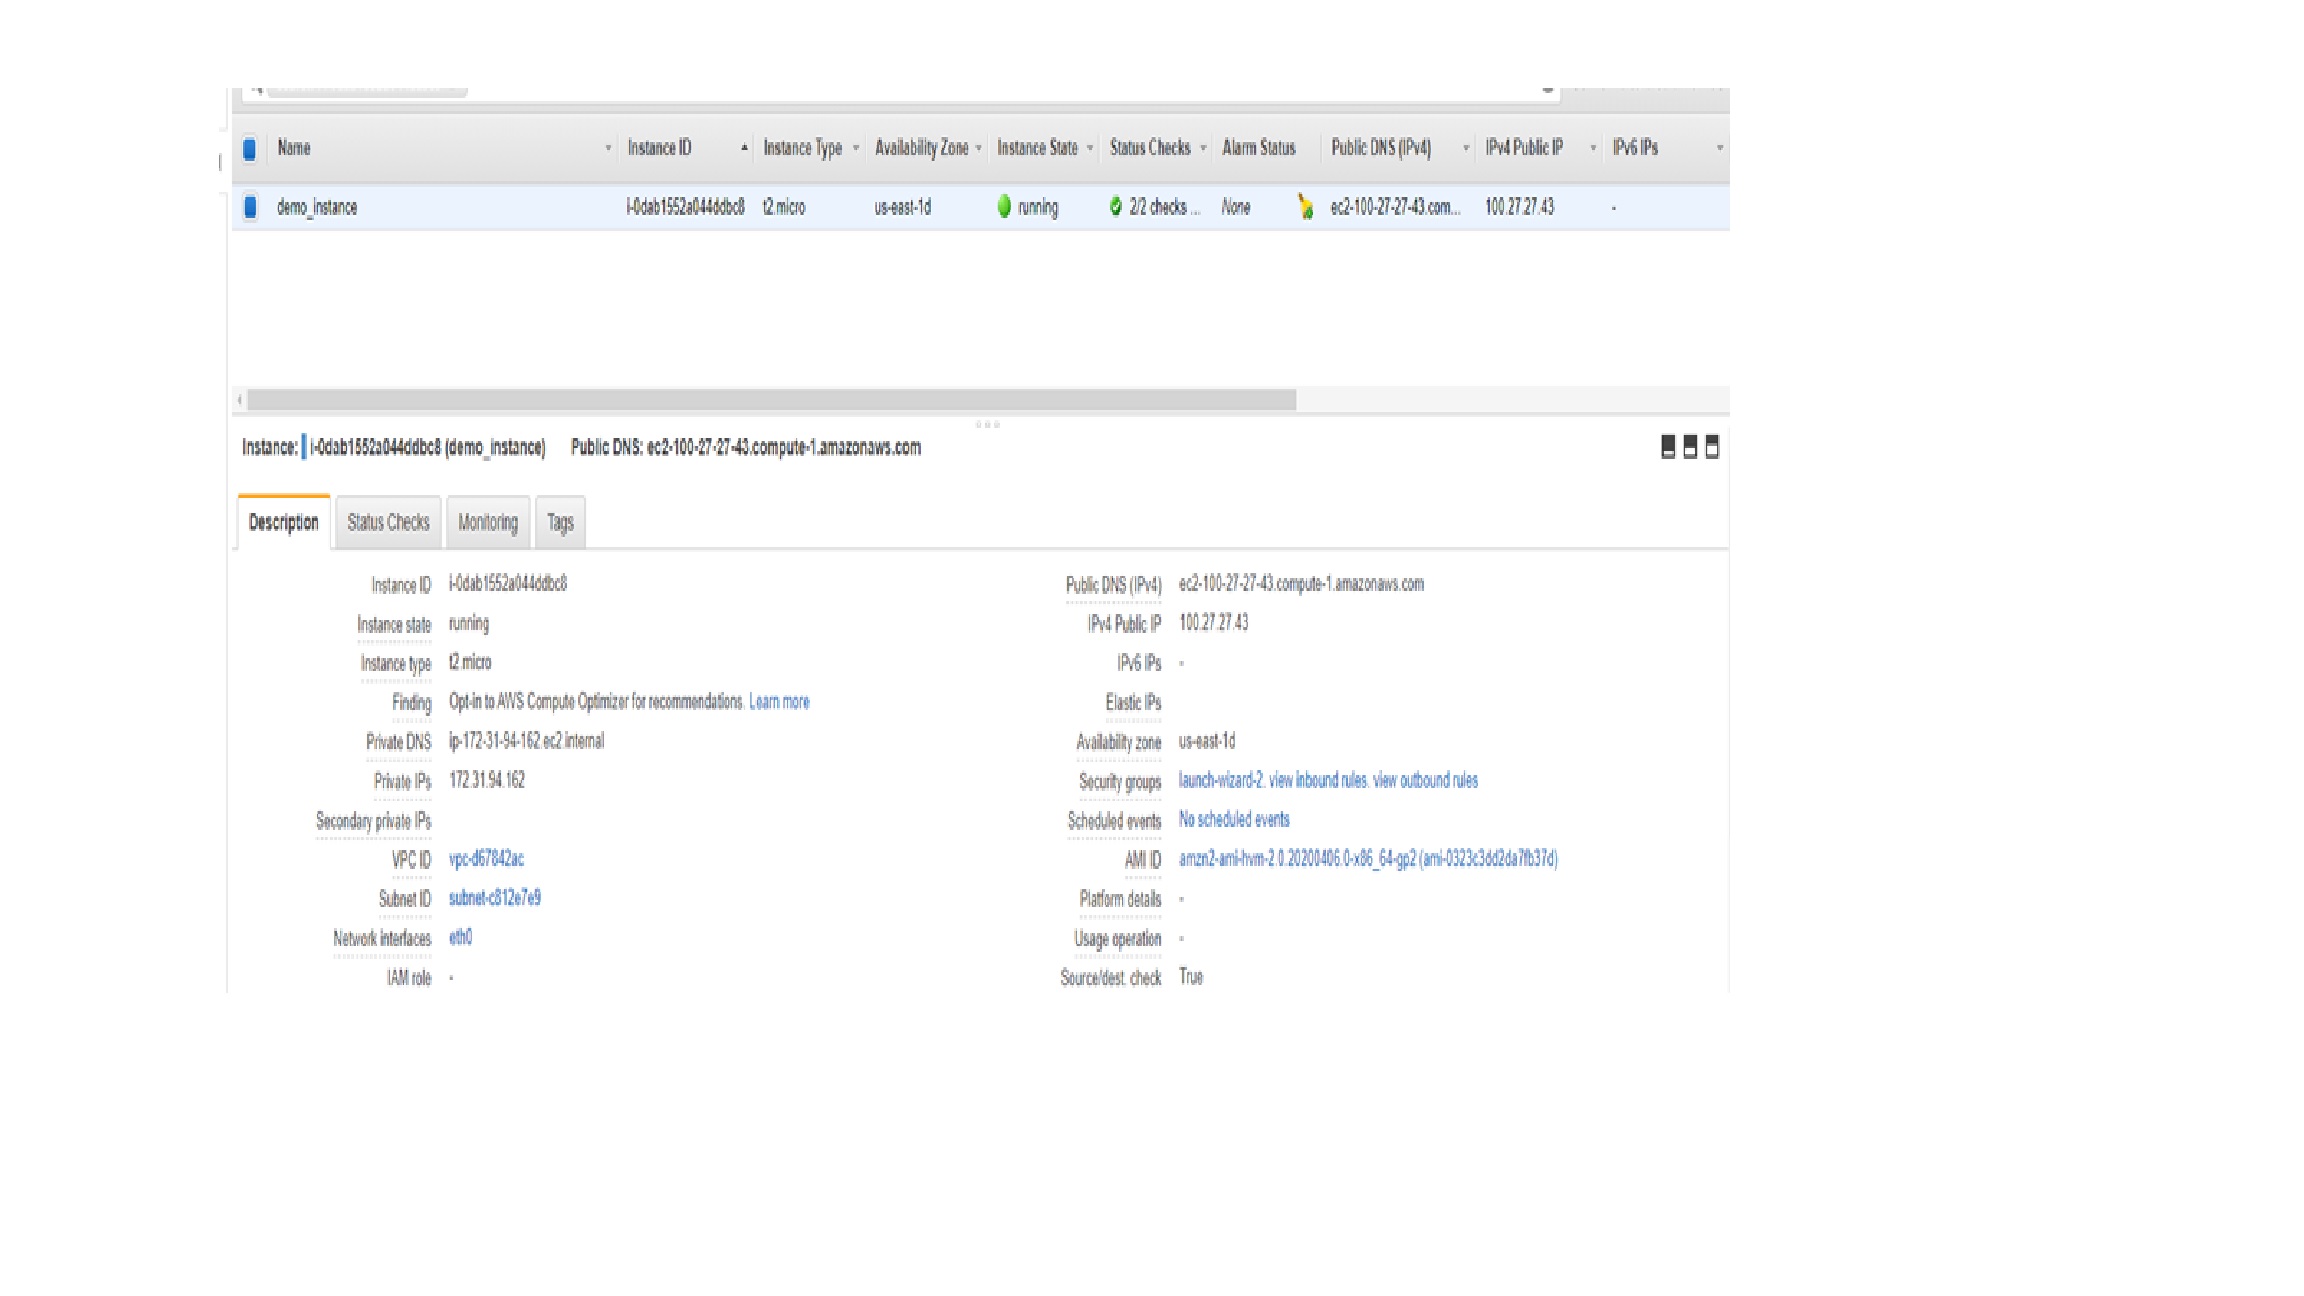 Name Instance ID Instance Type Availability Zone Instance State Status Checks Alarm Status Public DNS (IPv4) IPv4 Public IP IPv6 IPs
demo_instance i-0dab1552a044ddbc8 t2.micro us-east-1d running 2/2 checks ... None ec2-100-27-27-43.com... 100.27.27.43 -
Instance: i-0dab1552a044ddbc8 (demo_instance) Public DNS: ec2-100-27-27-43.compute-1.amazonaws.com
Description Status Checks Monitoring Tags
Instance ID i-0dab1552a044ddbc8 Public DNS (IPv4) ec2-100-27-27-43.compute-1.amazonaws.com
Instance state running IPv4 Public IP 100.27.27.43
Instance type t2.micro IPv6 IPs -
Finding Opt-in to AWS Compute Optimizer for recommendations. Learn more Elastic IPs
Private DNS ip-172-31-94-162.ec2.internal Availability zone us-east-1d
Private IPs 172.31.94.162 Security groups launch-wizard-2. view inbound rules. view outbound rules
Secondary private IPs Scheduled events No scheduled events
VPC ID vpc-d67842ac AMI ID amzn2-ami-hvm-2.0.20200406.0-x86_64-gp2 (ami-0323c3dd2da7fb37d)
Subnet ID subnet-c812e7e9 Platform details -
Network interfaces eth0 Usage operation -
IAM role - Source/dest. check True